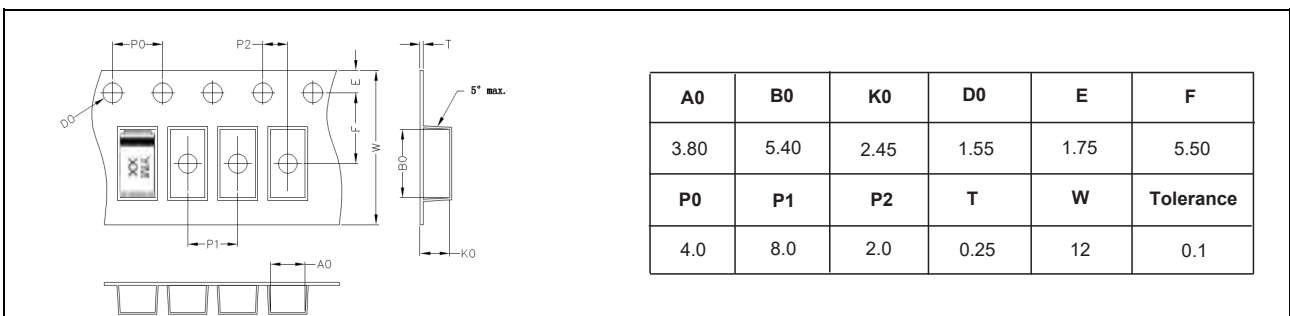 P0
P2
T
E
5° max.
D0
F
W
B0
YM
XX
P1
K0
A0
A0 B0 K0 D0 E F
3.80 5.40 2.45 1.55 1.75 5.50
P0 P1 P2 T W Tolerance
4.0 8.0 2.0 0.25 12 0.1